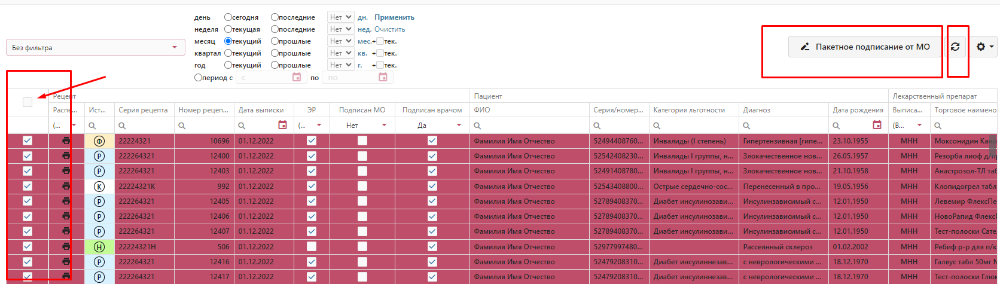 день сегодня последние Нет дн. Применить
неделя текущая последние Нет нед. Очистить
месяц текущий прошлые Нет мес.+ тек.
квартал текущий прошлые Нет кв. + тек.
год текущий прошлые Нет г. + тек.
период с с по по
Без фильтра
Пакетное подписание от МО
Рецепт Пациент Лекарственный препарат
Распе... Ист... Серия рецепта Номер рецеп... Дата выписки ЭР Подписан МО Подписан врачом ФИО Серия/номер... Категория льготности Диагноз Дата рождения Выписа... Торговое наимено
(... (... Нет Да (В...
Ф 22224321 10696 01.12.2022 Фамилия Имя Отчество 52494408760... Инвалиды (I степень) Гипертензивная [гипе... 23.10.1955 МНН Моксонидин Кано
Р 222264321 12400 01.12.2022 Фамилия Имя Отчество 52542408230... Инвалиды I группы, н... Злокачественное нов... 26.05.1957 МНН Резорба лиоф д/пр
Р 222264321 12403 01.12.2022 Фамилия Имя Отчество 52491408780... Инвалиды I группы, н... Злокачественное нов... 21.10.1958 МНН Анастрозол-ТЛ таб
К 22224321К 992 01.12.2022 Фамилия Имя Отчество 52543408800... Острые сердечно-сос... Перенесенный в про... 19.05.1956 МНН Клопидогрел табл
Р 222264321 12405 01.12.2022 Фамилия Имя Отчество 52789408370... Диабет инсулинозави... Инсулинзависимый с... 12.01.1950 МНН Левемир ФлексПе
Р 222264321 12406 01.12.2022 Фамилия Имя Отчество 52789408370... Диабет инсулинозави... Инсулинзависимый с... 12.01.1950 МНН НовоРапид Флекс
Р 222264321 12407 01.12.2022 Фамилия Имя Отчество 52789408370... Диабет инсулинозави... Инсулинзависимый с... 12.01.1950 МНН Тест-полоски Сате
Н 22224321Н 506 01.12.2022 Фамилия Имя Отчество 52977997480... Рассеянный склероз 01.02.2002 МНН Ребиф р-р для п/к
Р 222264321 12416 01.12.2022 Фамилия Имя Отчество 52479208310... Диабет инсулиннезав... с неврологическими ... 18.12.1970 МНН Галвус табл 50мг N
Р 222264321 12417 01.12.2022 Фамилия Имя Отчество 52479208310... Диабет инсулиннезав... с неврологическими ... 18.12.1970 МНН Тест-полоски Глюк